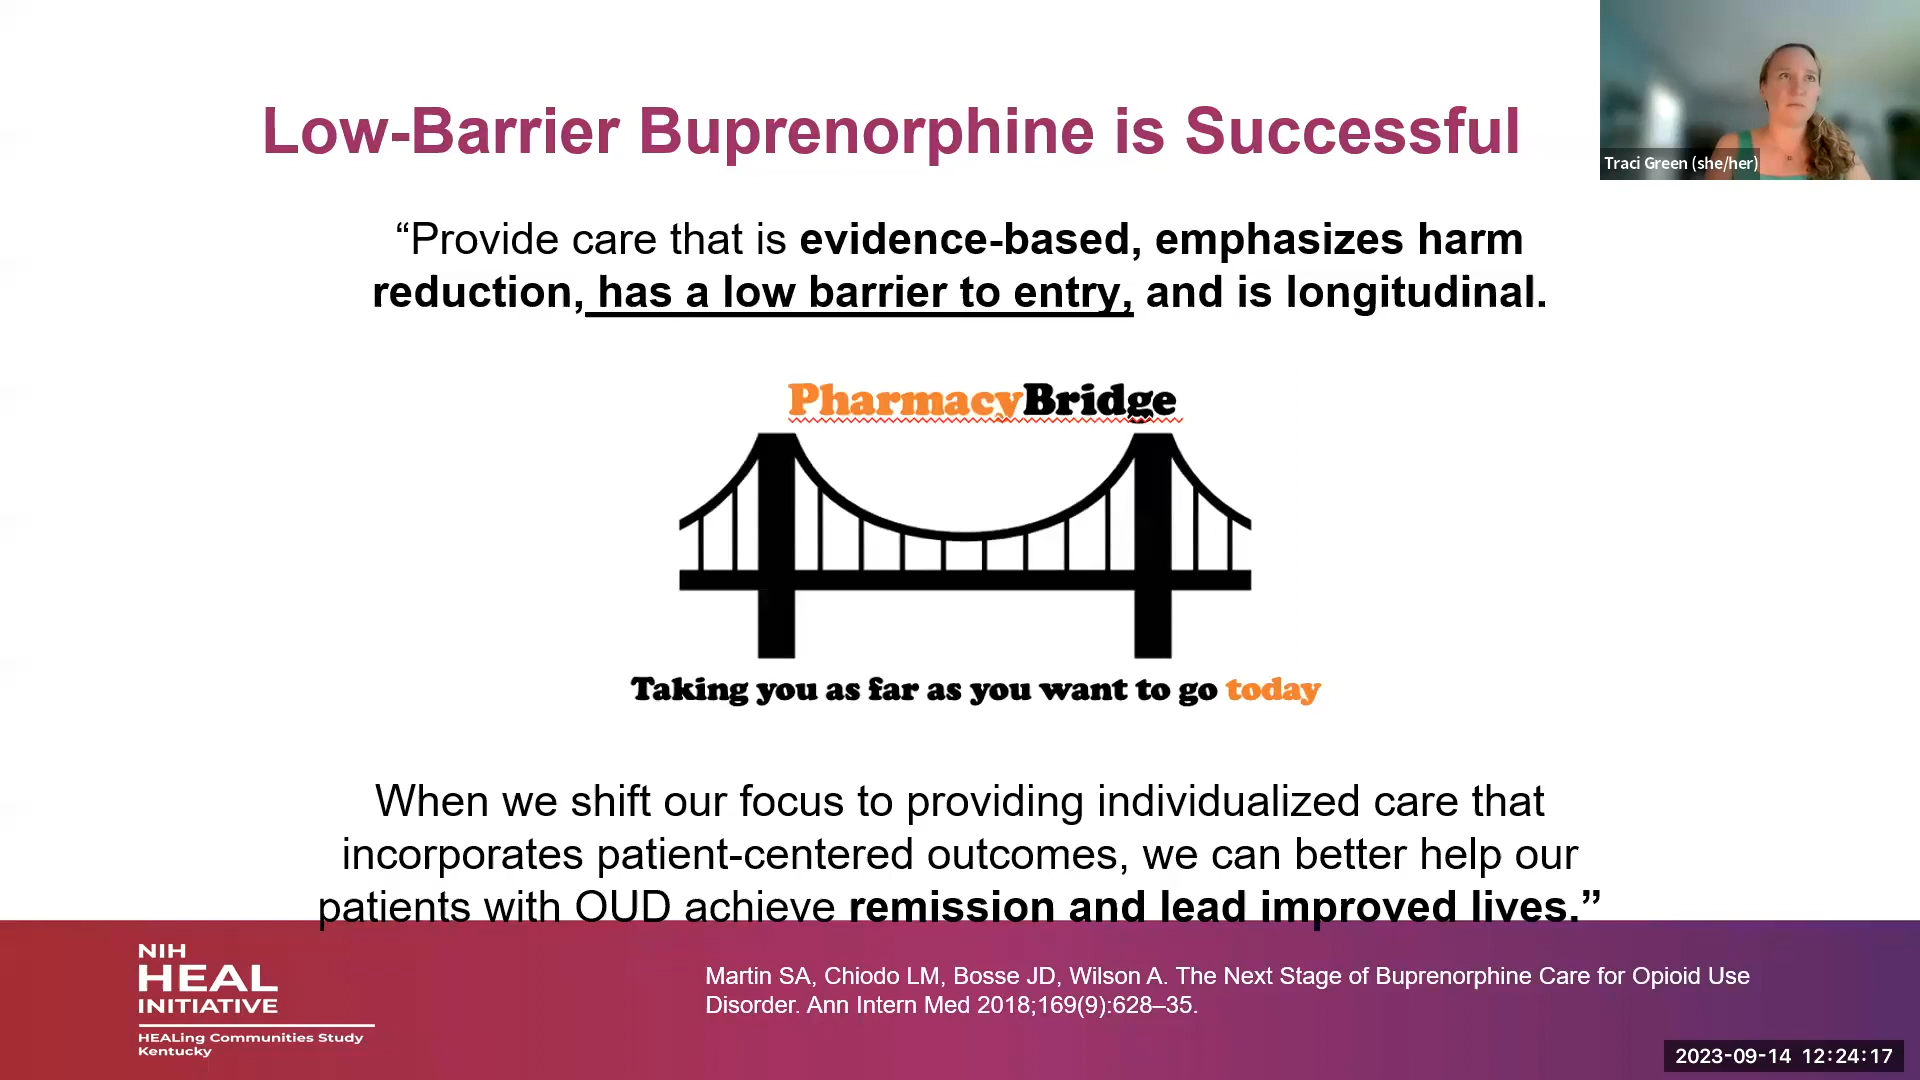 Low-Barrier Buprenorphine is Successful
Traci Green (she/her)
“Provide care that is evidence-based, emphasizes harm
reduction, has a low barrier to entry, and is longitudinal.
PharmacyBridge
Taking you as far as you want to go today
When we shift our focus to providing individualized care that
incorporates patient-centered outcomes, we can better help our
patients with OUD achieve remission and lead improved lives.”
NIH
HEAL
INITIATIVE
HEALing Communities Study
Kentucky
Martin SA, Chiodo LM, Bosse JD, Wilson A. The Next Stage of Buprenorphine Care for Opioid Use
Disorder. Ann Intern Med 2018;169(9):628–35.
2023-09-14 12:24:17